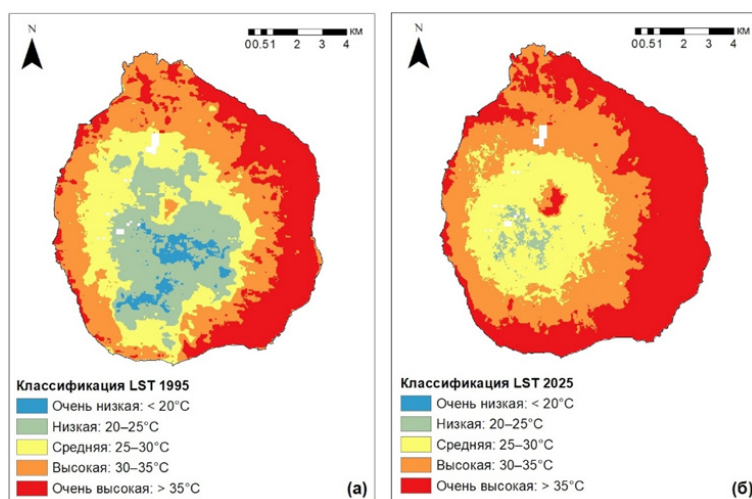 N
КМ
0 0.5 1 2 3 4
Классификация LST 1995
Очень низкая: < 20°C
Низкая: 20–25°C
Средняя: 25–30°C
Высокая: 30–35°C
Очень высокая: > 35°C
(а)
N
КМ
0 0.5 1 2 3 4
Классификация LST 2025
Очень низкая: < 20°C
Низкая: 20–25°C
Средняя: 25–30°C
Высокая: 30–35°C
Очень высокая: > 35°C
(б)